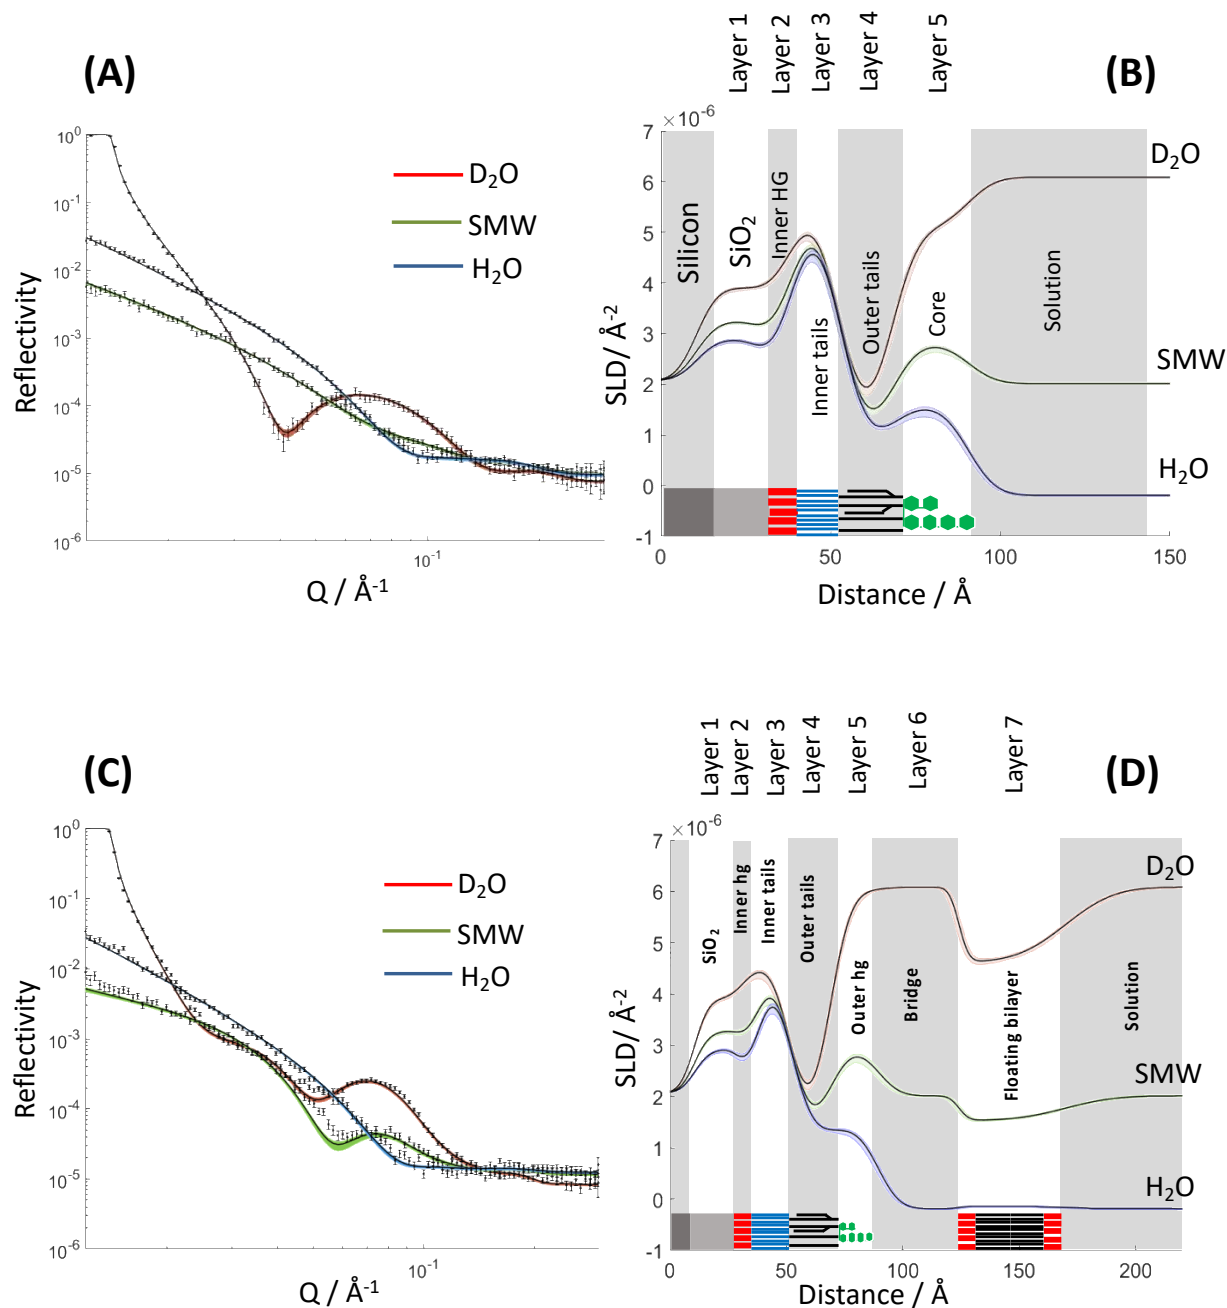 (A)
10⁰
10⁻¹
10⁻²
10⁻³
10⁻⁴
10⁻⁵
10⁻⁶
Reflectivity
D₂O
SMW
H₂O
10⁻¹
Q / Å⁻¹
Layer 1
Layer 2
Layer 3
Layer 4
Layer 5
(B)
×10⁻⁶
7
6
5
4
3
2
1
0
-1
SLD/ Å⁻²
Silicon
SiO₂
Inner HG
Inner tails
Outer tails
Core
Solution
D₂O
SMW
H₂O
0
50
100
150
Distance / Å
(C)
10⁰
10⁻¹
10⁻²
10⁻³
10⁻⁴
10⁻⁵
10⁻⁶
Reflectivity
D₂O
SMW
H₂O
10⁻¹
Q / Å⁻¹
Layer 1
Layer 2
Layer 3
Layer 4
Layer 5
Layer 6
Layer 7
(D)
×10⁻⁶
7
6
5
4
3
2
1
0
-1
SLD/ Å⁻²
SiO₂
Inner hg
Inner tails
Outer tails
Outer hg
Bridge
Floating bilayer
Solution
D₂O
SMW
H₂O
0
50
100
150
200
Distance / Å